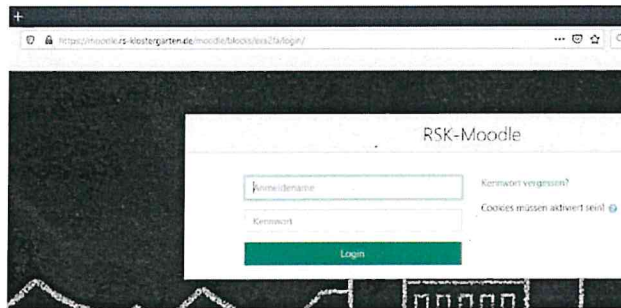 https://moodle.rs-klostergarten.de/moodle/blocks/exa2fa/login/
RSK-Moodle
Anmeldename
Kennwort vergessen?
Cookies müssen aktiviert sein!
Kennwort
Login